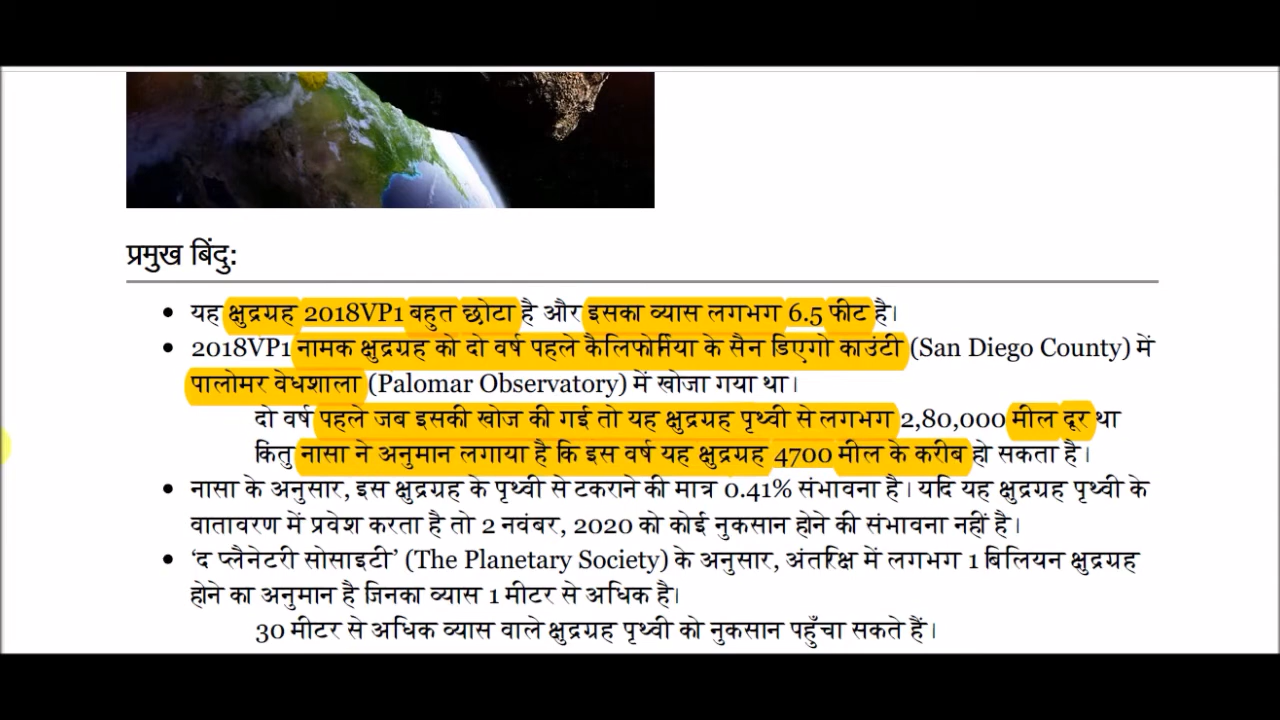 प्रमुख बिंदु:
यह क्षुद्रग्रह 2018VP1 बहुत छोटा है और इसका व्यास लगभग 6.5 फीट है।
2018VP1 नामक क्षुद्रग्रह को दो वर्ष पहले कैलिफोर्निया के सैन डिएगो काउंटी (San Diego County) में
पालोमर वेधशाला (Palomar Observatory) में खोजा गया था।
दो वर्ष पहले जब इसकी खोज की गई तो यह क्षुद्रग्रह पृथ्वी से लगभग 2,80,000 मील दूर था
किंतु नासा ने अनुमान लगाया है कि इस वर्ष यह क्षुद्रग्रह 4700 मील के करीब हो सकता है।
नासा के अनुसार, इस क्षुद्रग्रह के पृथ्वी से टकराने की मात्र 0.41% संभावना है। यदि यह क्षुद्रग्रह पृथ्वी के
वातावरण में प्रवेश करता है तो 2 नवंबर, 2020 को कोई नुकसान होने की संभावना नहीं है।
‘द प्लैनेटरी सोसाइटी’ (The Planetary Society) के अनुसार, अंतरिक्ष में लगभग 1 बिलियन क्षुद्रग्रह
होने का अनुमान है जिनका व्यास 1 मीटर से अधिक है।
30 मीटर से अधिक व्यास वाले क्षुद्रग्रह पृथ्वी को नुकसान पहुँचा सकते हैं।